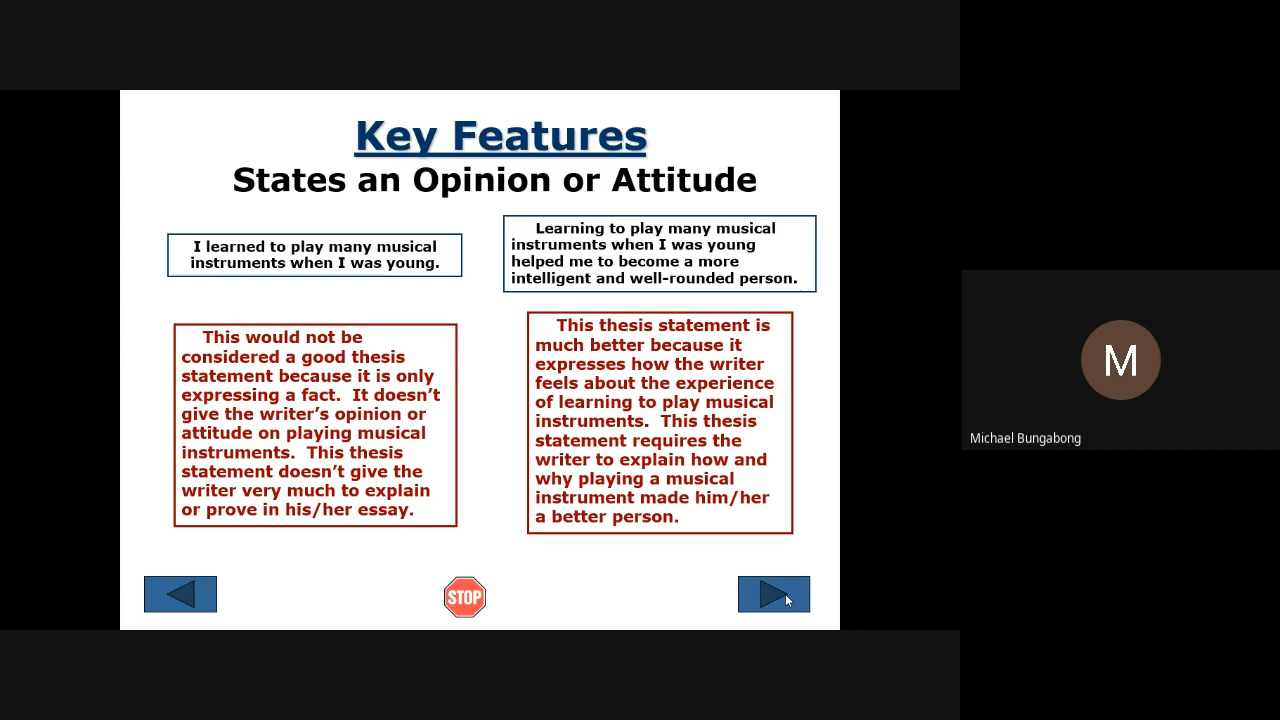 Key Features
States an Opinion or Attitude
I learned to play many musical
instruments when I was young.
Learning to play many musical
instruments when I was young
helped me to become a more
intelligent and well-rounded person.
This would not be
considered a good thesis
statement because it is only
expressing a fact.  It doesn’t
give the writer’s opinion or
attitude on playing musical
instruments.  This thesis
statement doesn’t give the
writer very much to explain
or prove in his/her essay.
This thesis statement is
much better because it
expresses how the writer
feels about the experience
of learning to play musical
instruments.  This thesis
statement requires the
writer to explain how and
why playing a musical
instrument made him/her
a better person.
STOP
M
Michael Bungabong